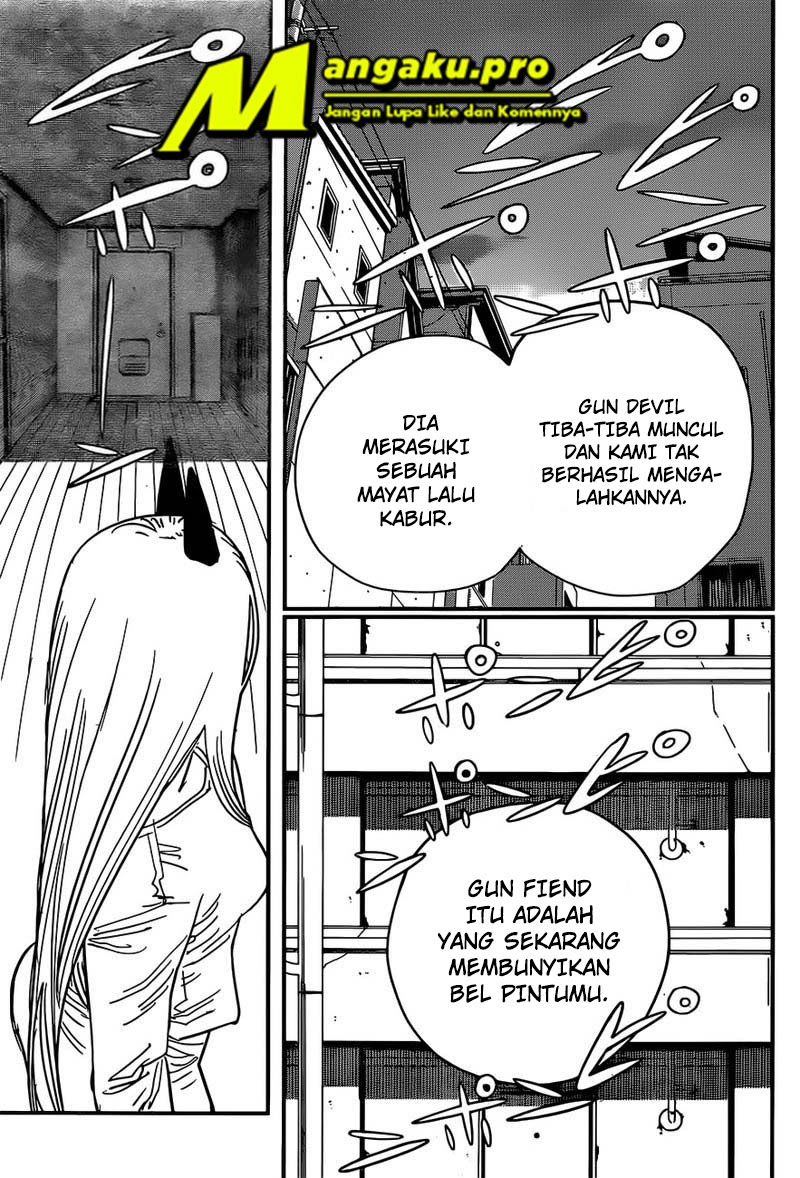 Mangaku.pro
Jangan Lupa Like dan Komennya
GUN DEVIL
TIBA-TIBA MUNCUL
DAN KAMI TAK
BERHASIL MENGA-
LAHKANNYA.
DIA
MERASUKI
SEBUAH
MAYAT LALU
KABUR.
GUN FIEND
ITU ADALAH
YANG SEKARANG
MEMBUNYIKAN
BEL PINTUMU.